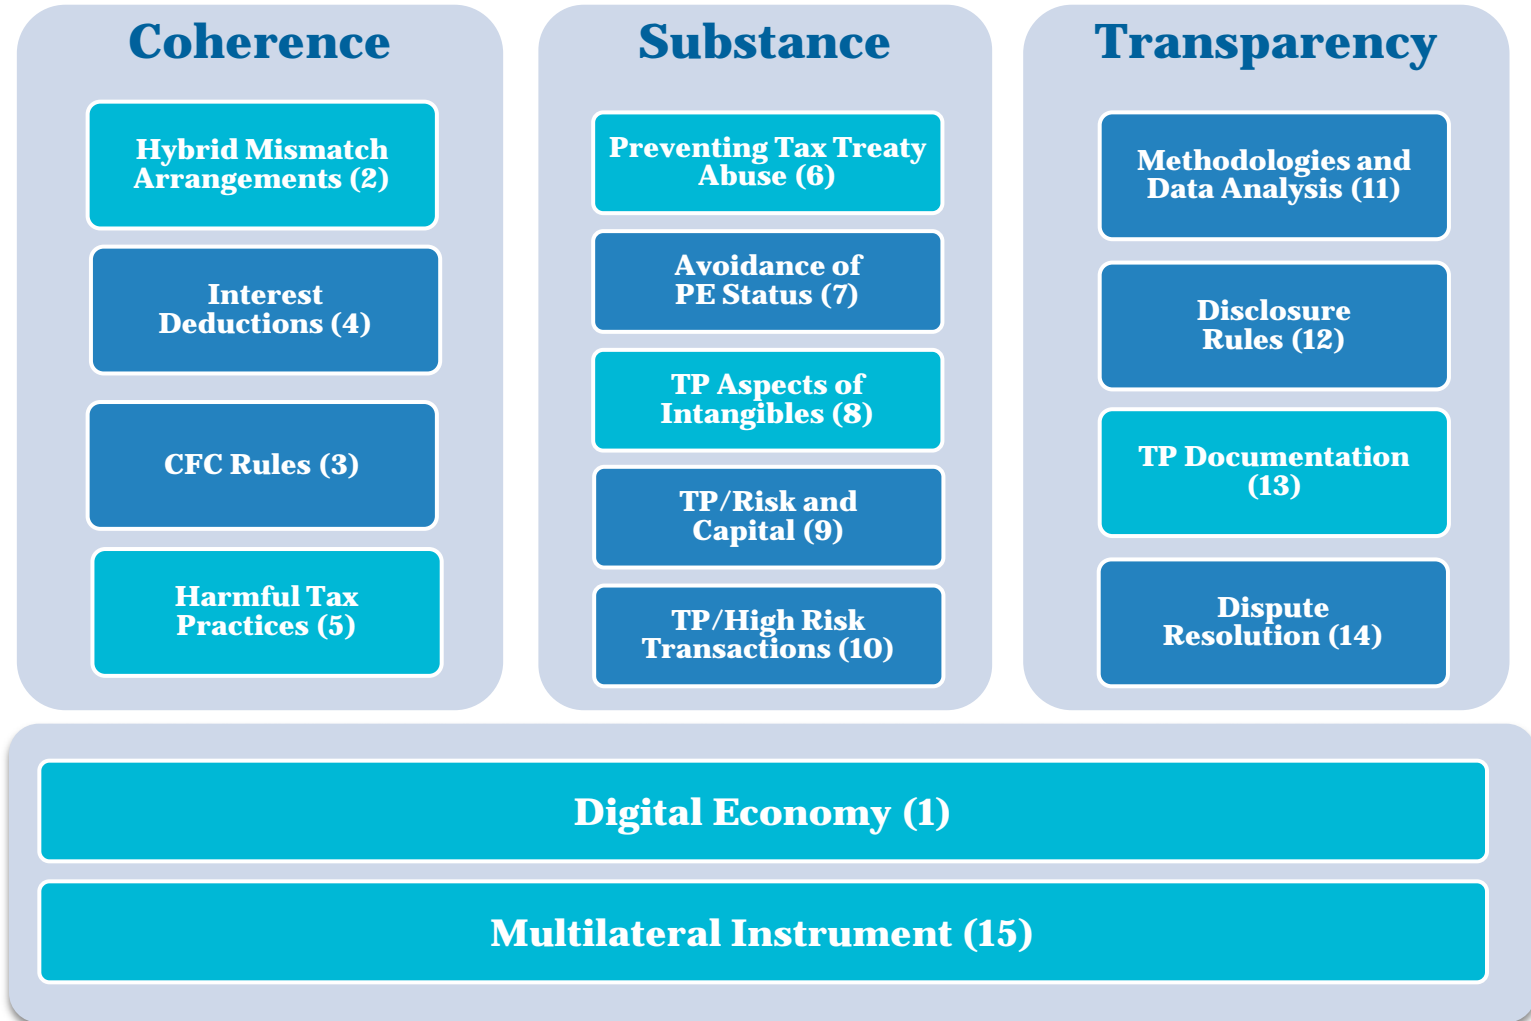 Coherence
Hybrid Mismatch
Arrangements (2)
Interest
Deductions (4)
CFC Rules (3)
Harmful Tax
Practices (5)
Substance
Preventing Tax Treaty
Abuse (6)
Avoidance of
PE Status (7)
TP Aspects of
Intangibles (8)
TP/Risk and
Capital (9)
TP/High Risk
Transactions (10)
Transparency
Methodologies and
Data Analysis (11)
Disclosure
Rules (12)
TP Documentation
(13)
Dispute
Resolution (14)
Digital Economy (1)
Multilateral Instrument (15)